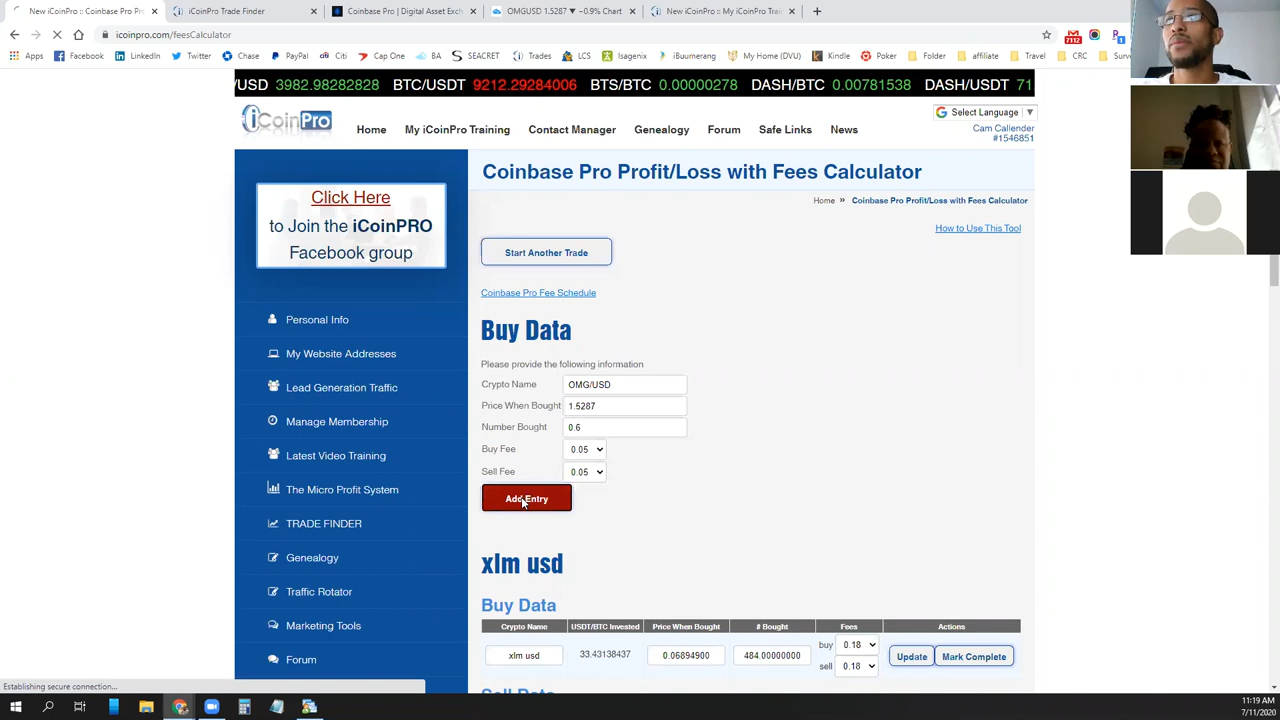 New iCoinPro :: Coinbase Pro Pro
iCoinPro Trade Finder
Coinbase Pro | Digital Asset Exch
OMGUSD 1.5287 ▼ −0.9% Chart
New iCoinPro :: My iCoinPro Train
icoinpro.com/feesCalculator
7112
Apps Facebook LinkedIn Twitter Chase PayPal Citi Cap One BA SEACRET Trades LCS Isagenix iBuumerang My Home (DVU) Kindle Poker Folder affiliate Travel CRC Surv
/USD 3982.98282828 BTC/USDT 9212.29284006 BTS/BTC 0.00000278 DASH/BTC 0.00781538 DASH/USDT 71
iCoinPro
Select Language ▼
Home My iCoinPro Training Contact Manager Genealogy Forum Safe Links News
Cam Callender
#1546851
Click Here
to Join the iCoinPRO
Facebook group
Personal Info
My Website Addresses
Lead Generation Traffic
Manage Membership
Latest Video Training
The Micro Profit System
TRADE FINDER
Genealogy
Traffic Rotator
Marketing Tools
Forum
Coinbase Pro Profit/Loss with Fees Calculator
Home » Coinbase Pro Profit/Loss with Fees Calculator
How to Use This Tool
Start Another Trade
Coinbase Pro Fee Schedule
Buy Data
Please provide the following information
Crypto Name OMG/USD
Price When Bought 1.5287
Number Bought 0.6
Buy Fee 0.05
Sell Fee 0.05
Add Entry
xlm usd
Buy Data
Crypto Name USDT/BTC Invested Price When Bought # Bought Fees Actions
xlm usd 33.43138437 0.06894900 484.00000000 buy 0.18 Update Mark Complete
sell 0.18
Sell Data
Establishing secure connection...
11:19 AM
7/11/2020